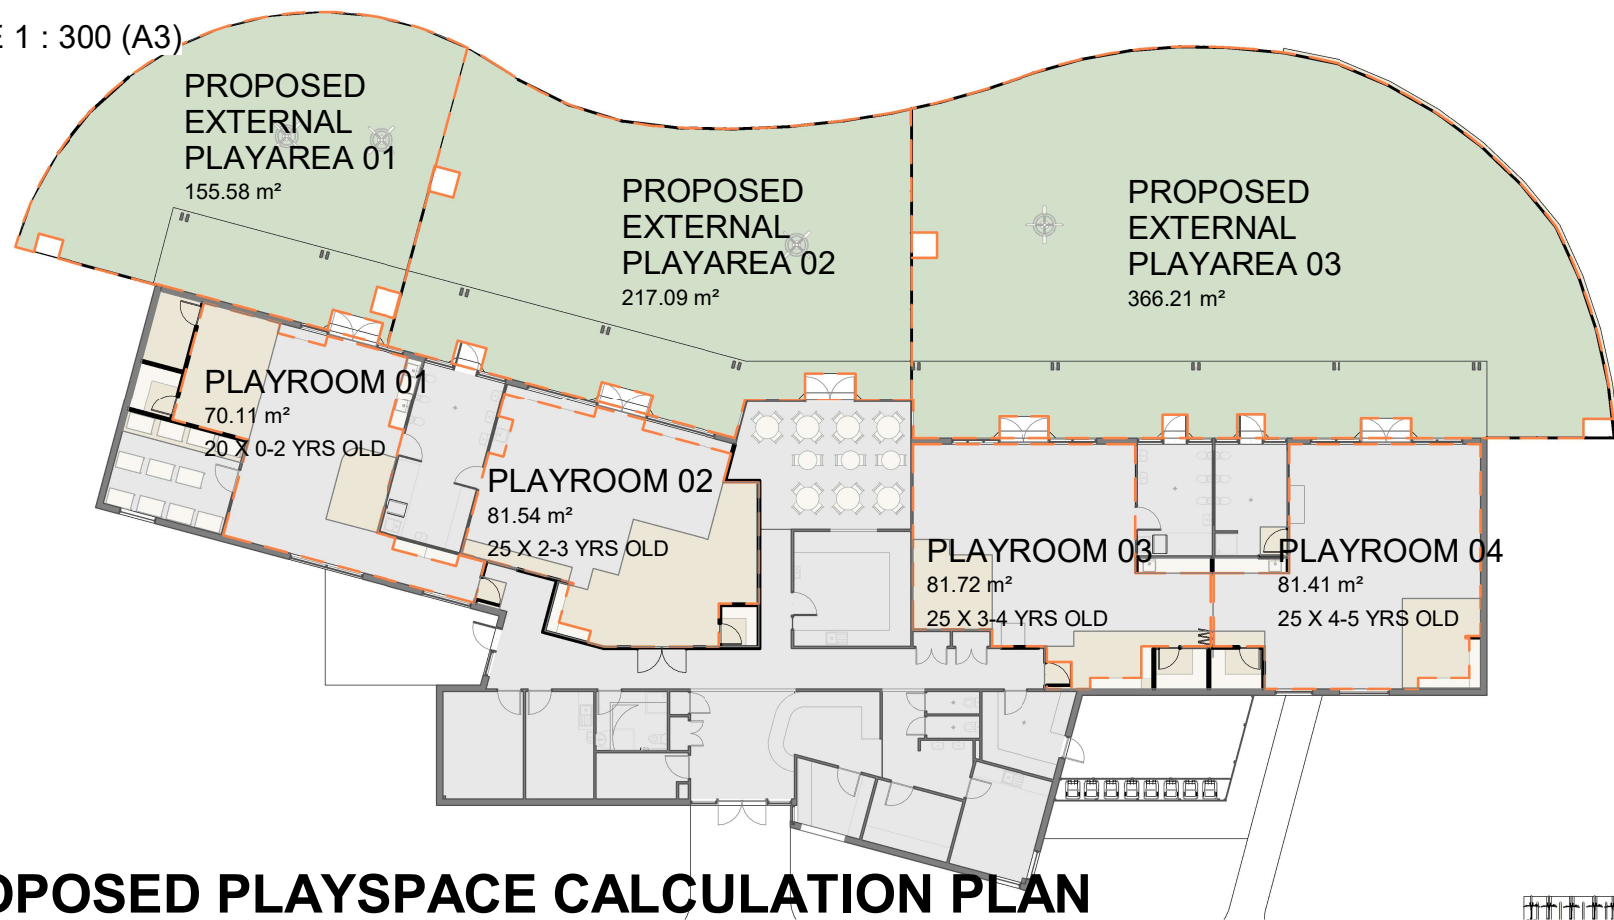 1 : 300 (A3)
PROPOSED
EXTERNAL
PLAYAREA 01
155.58 m²
PROPOSED
EXTERNAL
PLAYAREA 02
217.09 m²
PROPOSED
EXTERNAL
PLAYAREA 03
366.21 m²
PLAYROOM 01
70.11 m²
20 X 0-2 YRS OLD
PLAYROOM 02
81.54 m²
25 X 2-3 YRS OLD
PLAYROOM 03
81.72 m²
25 X 3-4 YRS OLD
PLAYROOM 04
81.41 m²
25 X 4-5 YRS OLD
OPOSED PLAYSPACE CALCULATION PLAN